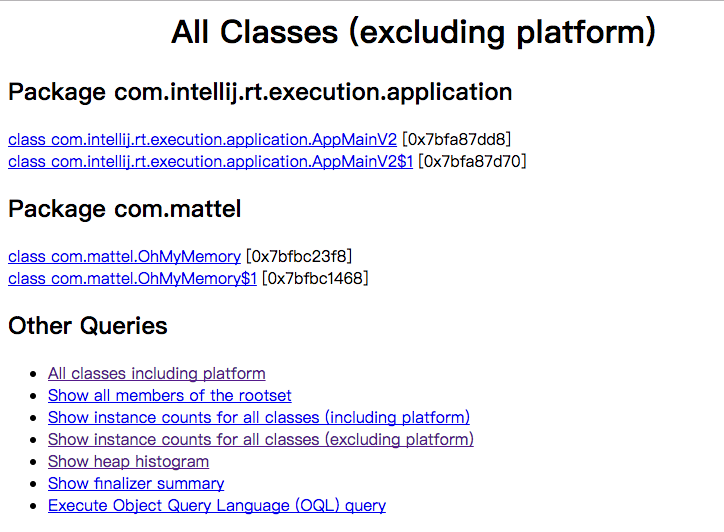 All Classes (excluding platform)
Package com.intellij.rt.execution.application
class com.intellij.rt.execution.application.AppMainV2 [0x7bfa87dd8]
class com.intellij.rt.execution.application.AppMainV2$1 [0x7bfa87d70]
Package com.mattel
class com.mattel.OhMyMemory [0x7bfbc23f8]
class com.mattel.OhMyMemory$1 [0x7bfbc1468]
Other Queries
• All classes including platform
• Show all members of the rootset
• Show instance counts for all classes (including platform)
• Show instance counts for all classes (excluding platform)
• Show heap histogram
• Show finalizer summary
• Execute Object Query Language (OQL) query